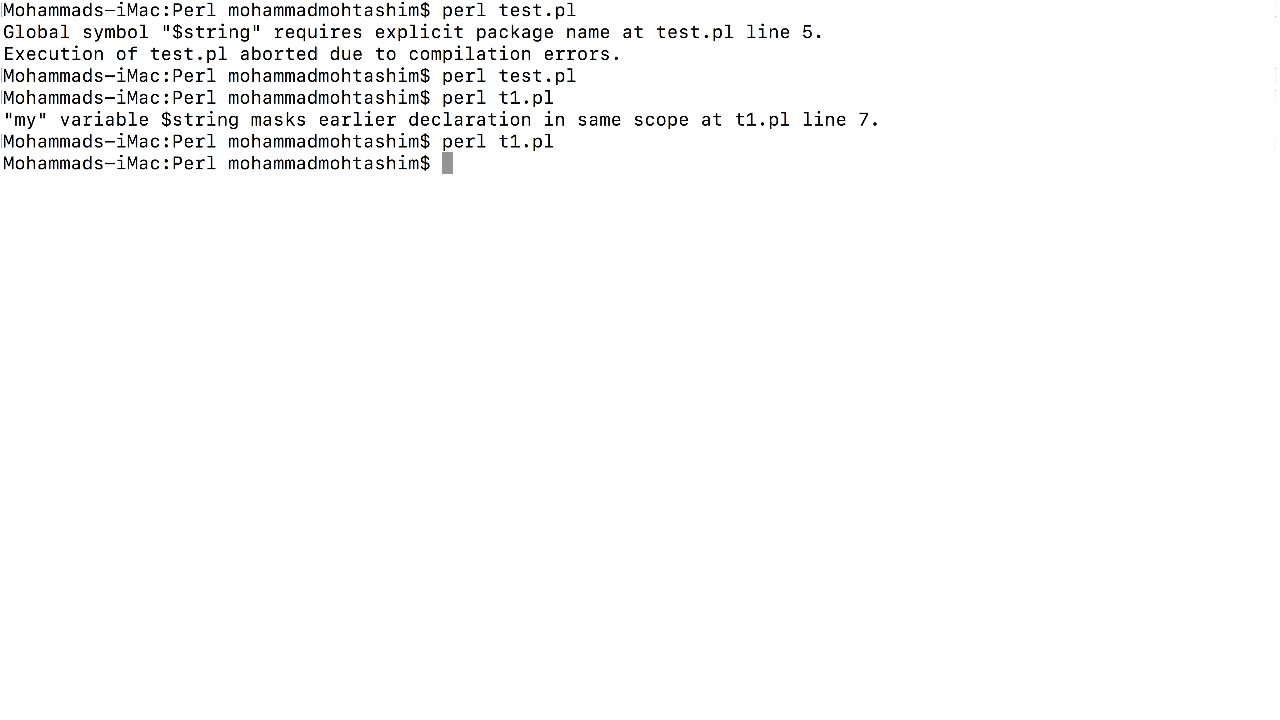 Mohammads-iMac:Perl mohammadmohtashim$ perl test.pl
Global symbol "$string" requires explicit package name at test.pl line 5.
Execution of test.pl aborted due to compilation errors.
Mohammads-iMac:Perl mohammadmohtashim$ perl test.pl
Mohammads-iMac:Perl mohammadmohtashim$ perl t1.pl
"my" variable $string masks earlier declaration in same scope at t1.pl line 7.
Mohammads-iMac:Perl mohammadmohtashim$ perl t1.pl
Mohammads-iMac:Perl mohammadmohtashim$